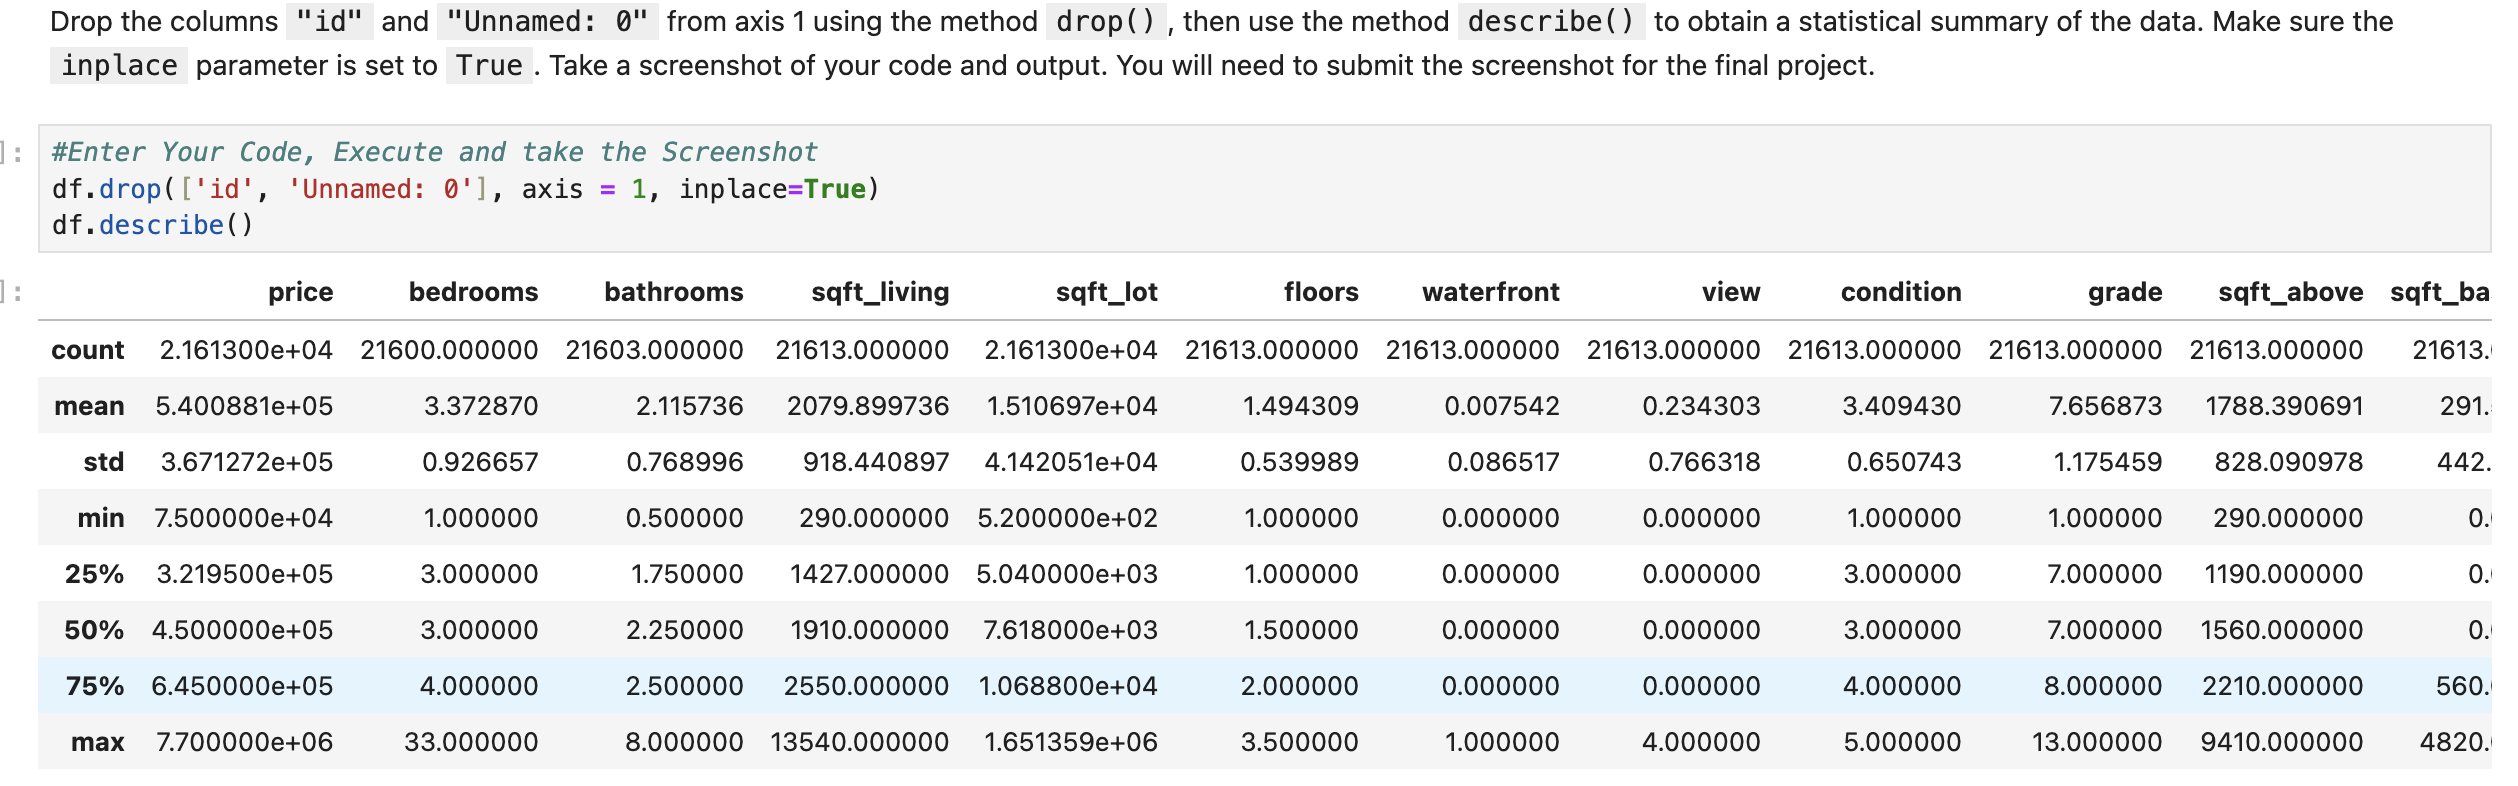 Drop the columns "id" and "Unnamed: 0" from axis 1 using the method drop(), then use the method describe() to obtain a statistical summary of the data. Make sure the
inplace parameter is set to True . Take a screenshot of your code and output. You will need to submit the screenshot for the final project.
]: #Enter Your Code, Execute and take the Screenshot
df.drop(['id', 'Unnamed: 0'], axis = 1, inplace=True)
df.describe()
]: price bedrooms bathrooms sqft_living sqft_lot floors waterfront view condition grade sqft_above sqft_ba
count 2.161300e+04 21600.000000 21603.000000 21613.000000 2.161300e+04 21613.000000 21613.000000 21613.000000 21613.000000 21613.000000 21613.000000 21613.
mean 5.400881e+05 3.372870 2.115736 2079.899736 1.510697e+04 1.494309 0.007542 0.234303 3.409430 7.656873 1788.390691 291.
std 3.671272e+05 0.926657 0.768996 918.440897 4.142051e+04 0.539989 0.086517 0.766318 0.650743 1.175459 828.090978 442.
min 7.500000e+04 1.000000 0.500000 290.000000 5.200000e+02 1.000000 0.000000 0.000000 1.000000 1.000000 290.000000 0.
25% 3.219500e+05 3.000000 1.750000 1427.000000 5.040000e+03 1.000000 0.000000 0.000000 3.000000 7.000000 1190.000000 0.
50% 4.500000e+05 3.000000 2.250000 1910.000000 7.618000e+03 1.500000 0.000000 0.000000 3.000000 7.000000 1560.000000 0.
75% 6.450000e+05 4.000000 2.500000 2550.000000 1.068800e+04 2.000000 0.000000 0.000000 4.000000 8.000000 2210.000000 560.
max 7.700000e+06 33.000000 8.000000 13540.000000 1.651359e+06 3.500000 1.000000 4.000000 5.000000 13.000000 9410.000000 4820.